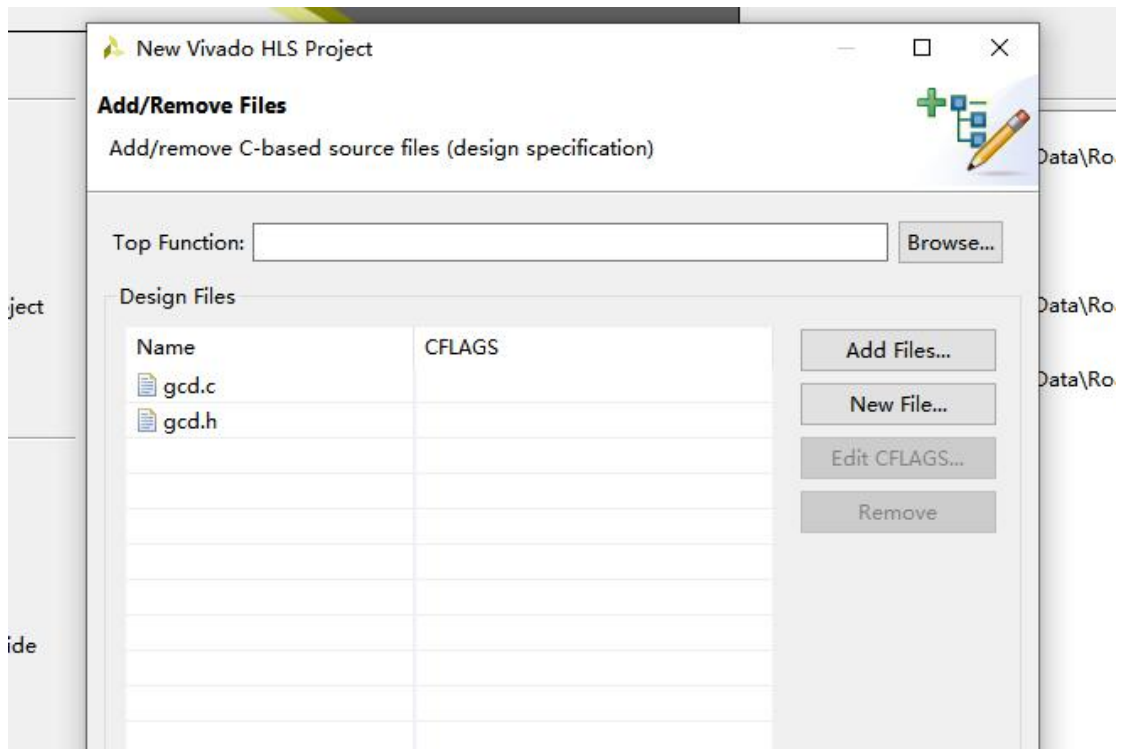 New Vivado HLS Project
Add/Remove Files
Add/remove C-based source files (design specification)
Data\Ro
Top Function:
Browse...
Design Files
ject
Data\Ro
Name CFLAGS
Add Files...
gcd.c
Data\Ro
New File...
gcd.h
Edit CFLAGS...
Remove
ide